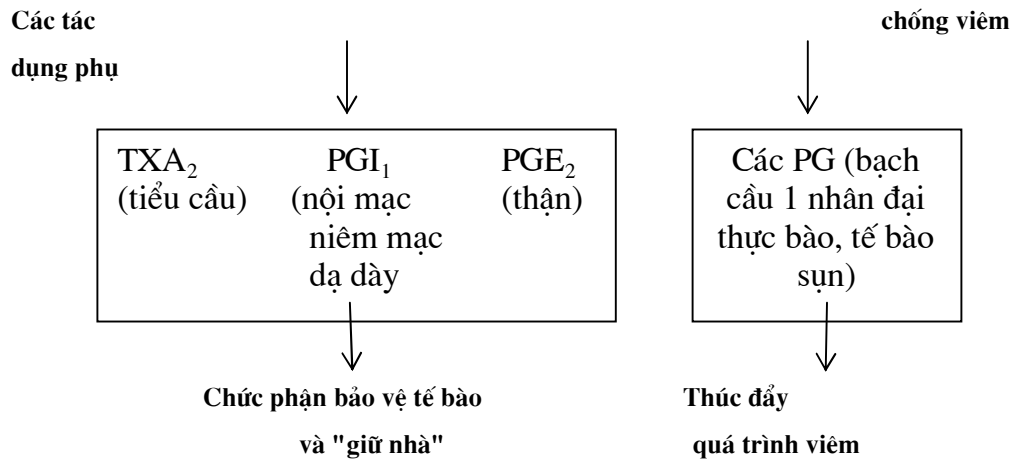 Các tác
dụng phụ
chống viêm
TXA₂ PGI₁ PGE₂
(tiểu cầu) (nội mạc (thận)
niêm mạc
dạ dày
Các PG (bạch
cầu 1 nhân đại
thực bào, tế bào
sụn)
Chức phận bảo vệ tế bào
và "giữ nhà"
Thúc đẩy
quá trình viêm